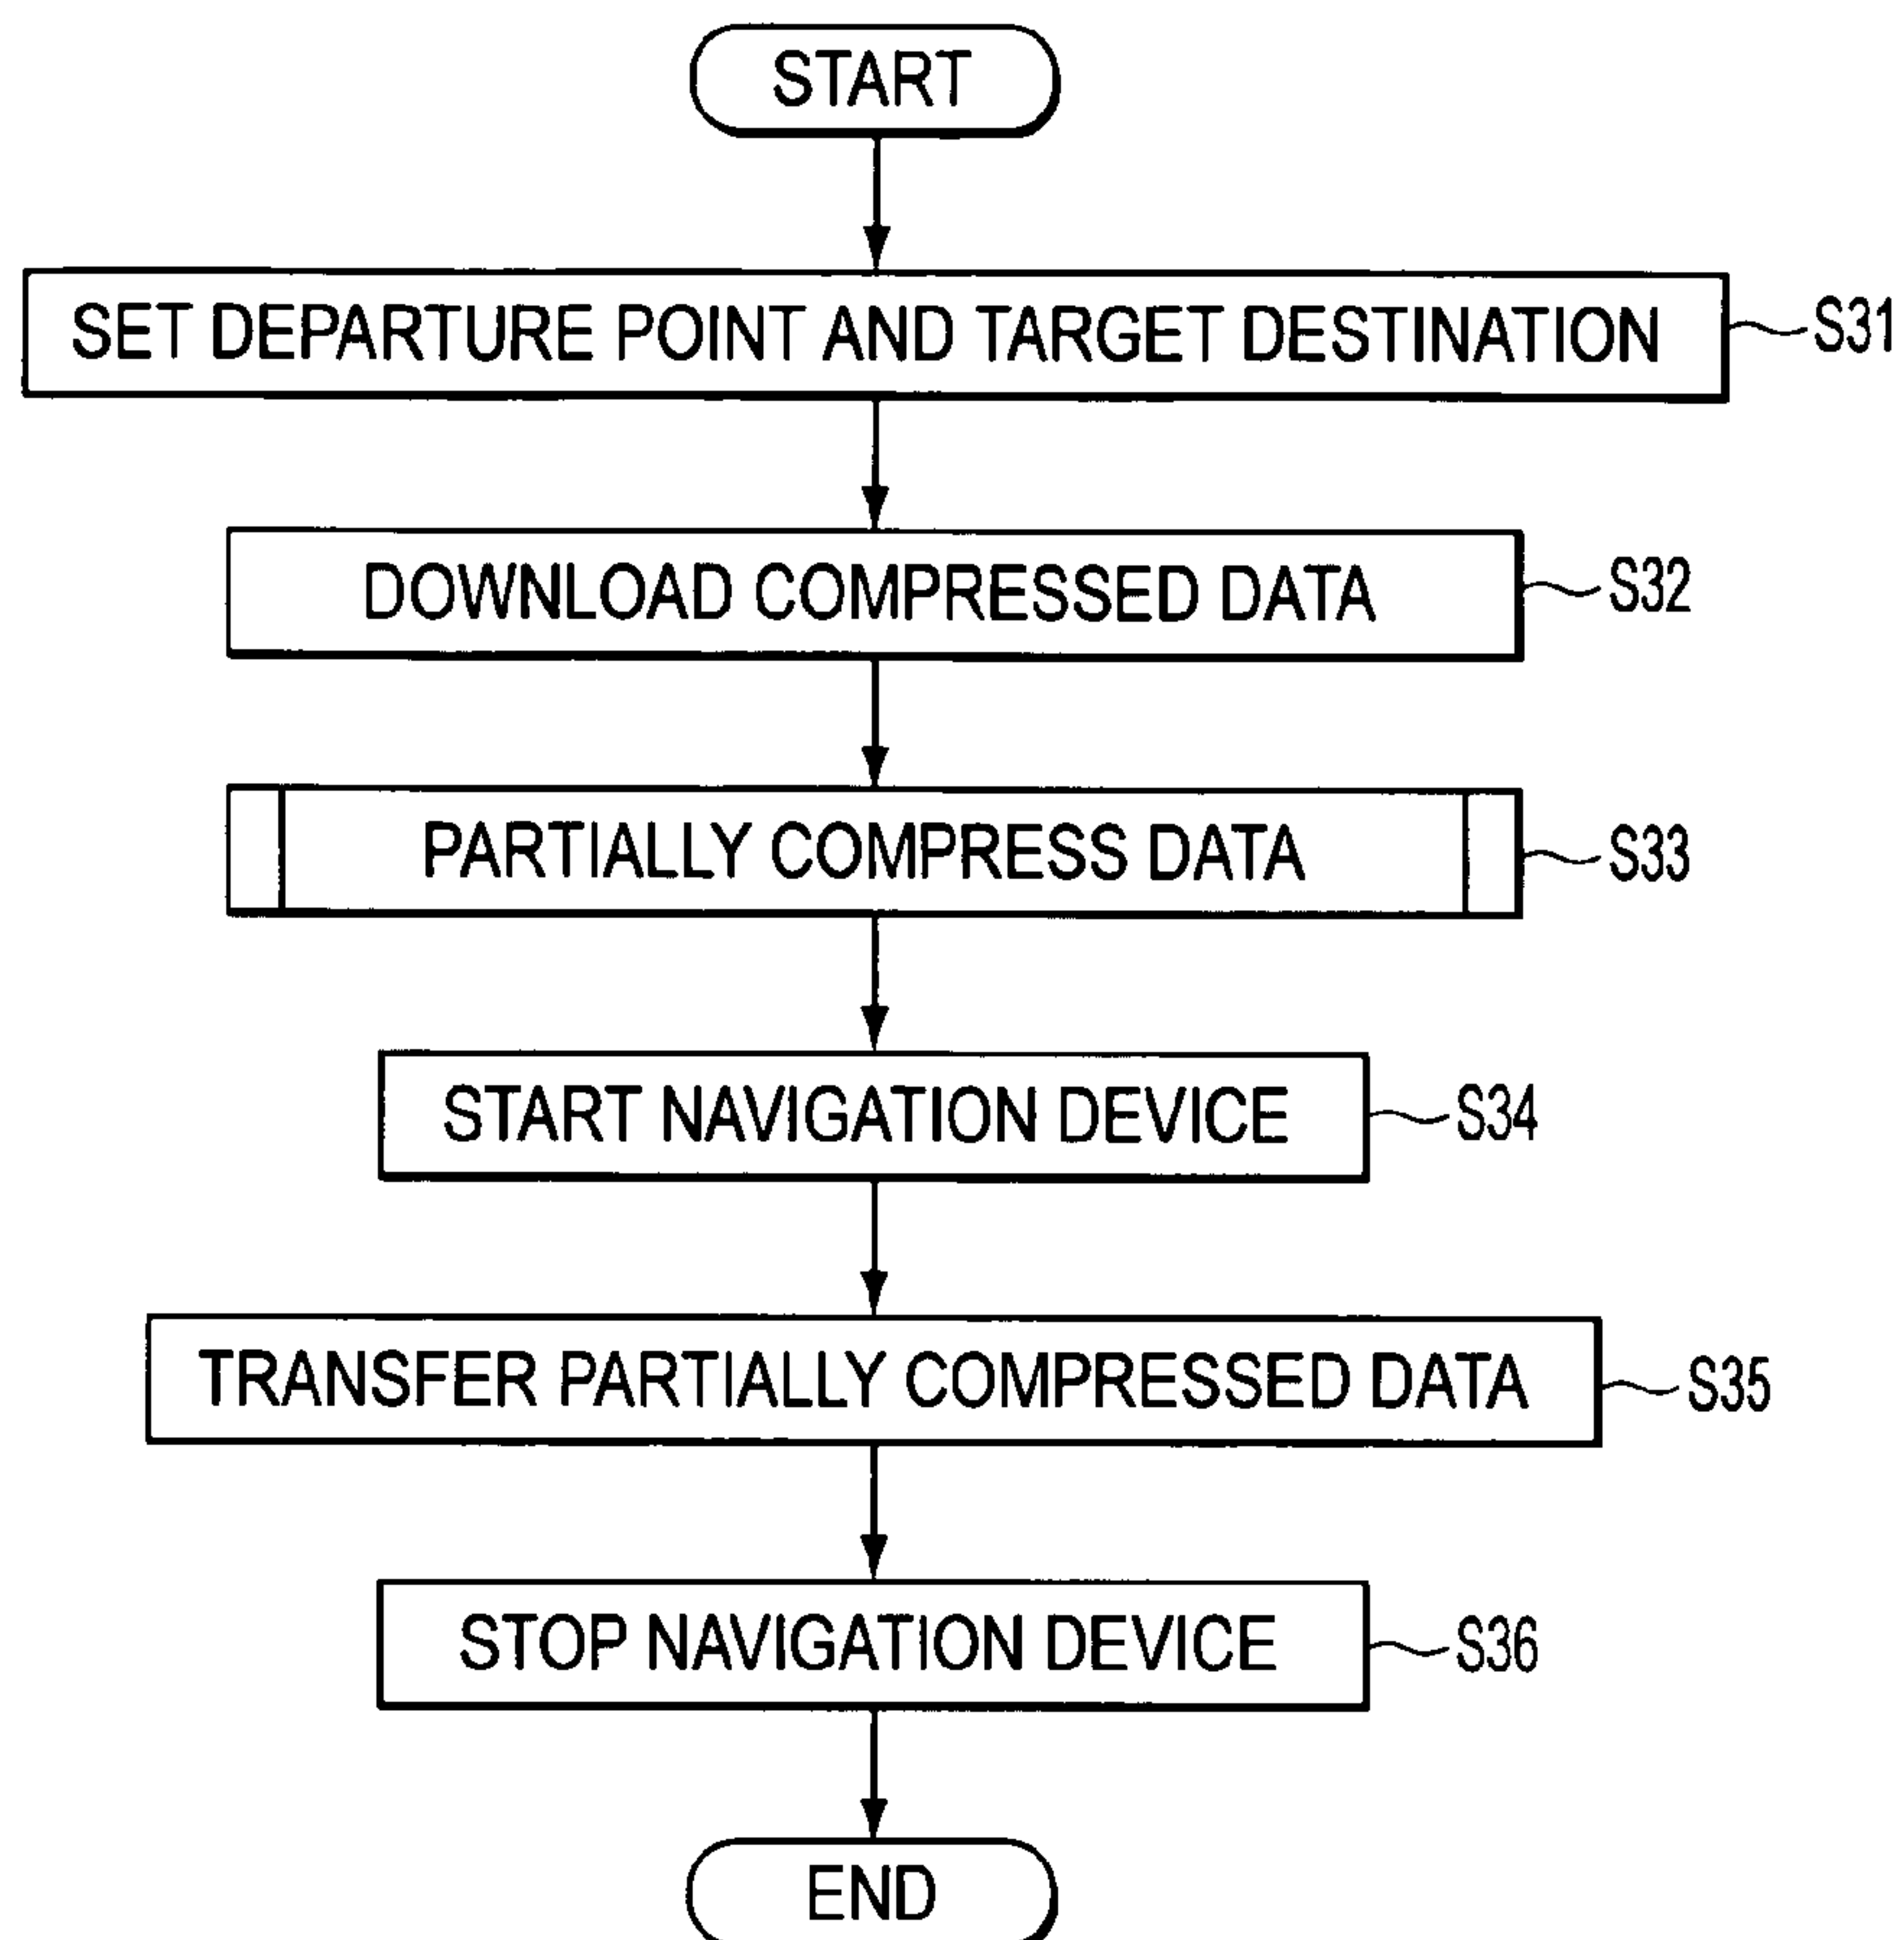 START
SET DEPARTURE POINT AND TARGET DESTINATION S31
DOWNLOAD COMPRESSED DATA S32
PARTIALLY COMPRESS DATA S33
START NAVIGATION DEVICE S34
TRANSFER PARTIALLY COMPRESSED DATA S35
STOP NAVIGATION DEVICE S36
END